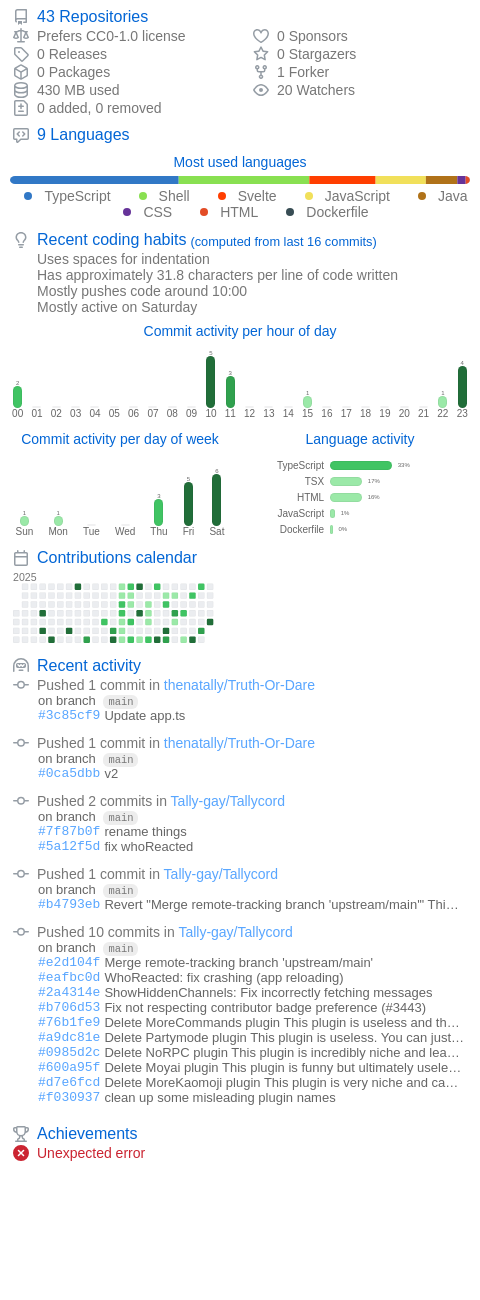 43 Repositories
Prefers CC0-1.0 license
0 Sponsors
0 Releases
0 Stargazers
0 Packages
1 Forker
430 MB used
20 Watchers
0 added, 0 removed
9 Languages
Most used languages
TypeScript Shell Svelte JavaScript Java
CSS HTML Dockerfile
Recent coding habits (computed from last 16 commits)
Uses spaces for indentation
Has approximately 31.8 characters per line of code written
Mostly pushes code around 10:00
Mostly active on Saturday
Commit activity per hour of day
2 5 3 1 1 4
00 01 02 03 04 05 06 07 08 09 10 11 12 13 14 15 16 17 18 19 20 21 22 23
Commit activity per day of week
1 1 3 5 6
Sun Mon Tue Wed Thu Fri Sat
Language activity
TypeScript 33%
TSX 17%
HTML 16%
JavaScript 1%
Dockerfile 0%
Contributions calendar
2025
Recent activity
Pushed 1 commit in thenatally/Truth-Or-Dare
on branch main
#3c85cf9 Update app.ts
Pushed 1 commit in thenatally/Truth-Or-Dare
on branch main
#0ca5dbb v2
Pushed 2 commits in Tally-gay/Tallycord
on branch main
#7f87b0f rename things
#5a12f5d fix whoReacted
Pushed 1 commit in Tally-gay/Tallycord
on branch main
#b4793eb Revert "Merge remote-tracking branch 'upstream/main'" Thi…
Pushed 10 commits in Tally-gay/Tallycord
on branch main
#e2d104f Merge remote-tracking branch 'upstream/main'
#eafbc0d WhoReacted: fix crashing (app reloading)
#2a4314e ShowHiddenChannels: Fix incorrectly fetching messages
#b706d53 Fix not respecting contributor badge preference (#3443)
#76b1fe9 Delete MoreCommands plugin This plugin is useless and th…
#a9dc81e Delete Partymode plugin This plugin is useless. You can just…
#0985d2c Delete NoRPC plugin This plugin is incredibly niche and lea…
#600a95f Delete Moyai plugin This plugin is funny but ultimately usele…
#d7e6fcd Delete MoreKaomoji plugin This plugin is very niche and ca…
#f030937 clean up some misleading plugin names
Achievements
Unexpected error